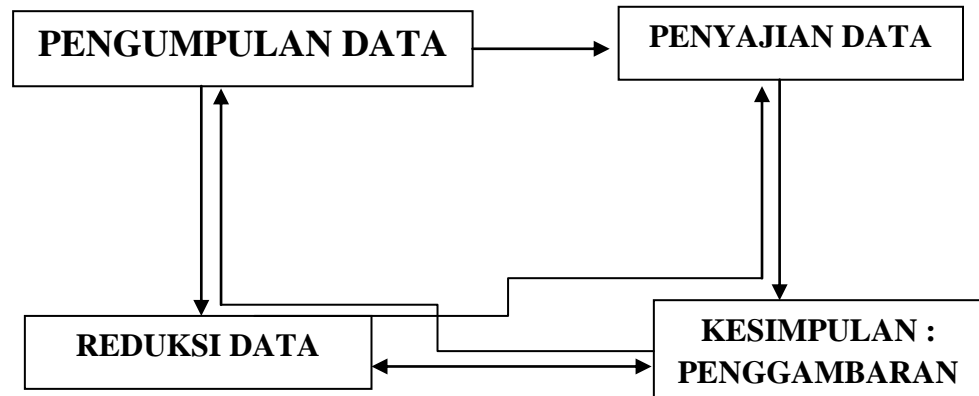 PENGUMPULAN DATA
PENYAJIAN DATA
REDUKSI DATA
KESIMPULAN :
PENGGAMBARAN